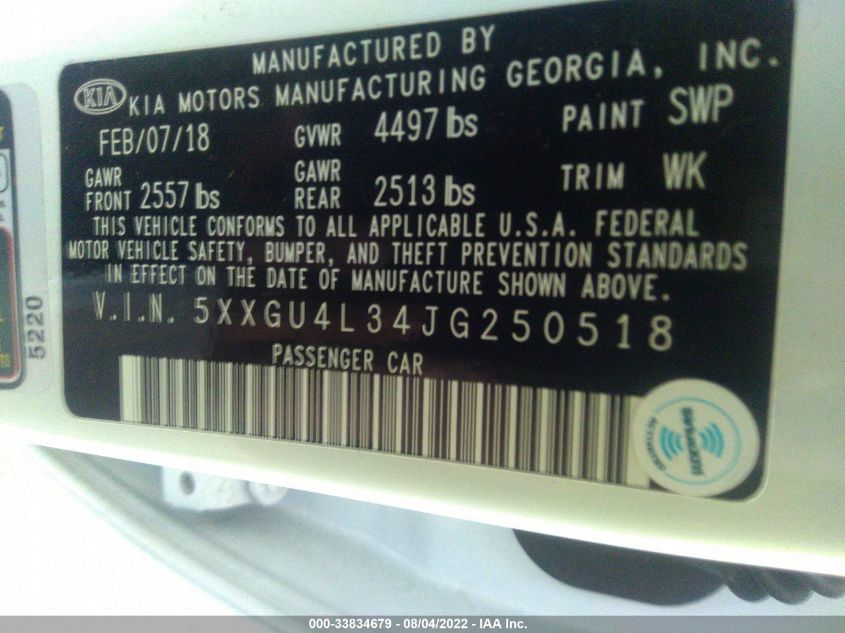 MANUFACTURED BY
KIA KIA MOTORS MANUFACTURING GEORGIA, INC.
FEB/07/18 GVWR 4497 lbs PAINT SWP
GAWR FRONT 2557 lbs GAWR REAR 2513 lbs TRIM WK
THIS VEHICLE CONFORMS TO ALL APPLICABLE U.S.A. FEDERAL
MOTOR VEHICLE SAFETY, BUMPER, AND THEFT PREVENTION STANDARDS
IN EFFECT ON THE DATE OF MANUFACTURE SHOWN ABOVE.
V.I.N. 5XXGU4L34JG250518
PASSENGER CAR
5220
SiriusXM
000-33834679 - 08/04/2022 - IAA Inc.